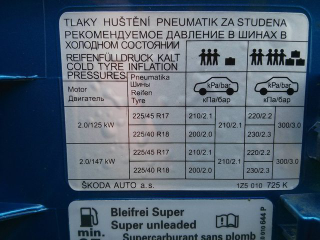 TLAKY HUŠTĚNÍ PNEUMATIK ZA STUDENA
РЕКОМЕНДУЕМОЕ ДАВЛЕНИЕ В ШИНАХ В
ХОЛОДНОМ СОСТОЯНИИ
REIFENFÜLLDRUCK KALT
COLD TYRE INFLATION
PRESSURES
kPa/bar kPa/bar
Motor Двигатель Pneumatika Шины Reifen Tyre кПа/бар кПа/бар
2.0/125 kW 225/45 R17 210/2.1 210/2.1 220/2.2 300/3.0
225/40 R18 200/2.0 230/2.3
2.0/147 kW 225/45 R17 210/2.1 210/2.1 220/2.2 300/3.0
225/40 R18 200/2.0 230/2.3
ŠKODA AUTO a.s. 1Z5 010 725 K
Bleifrei Super
min. Super unleaded
Supercarburant sans plomb
010 644 P